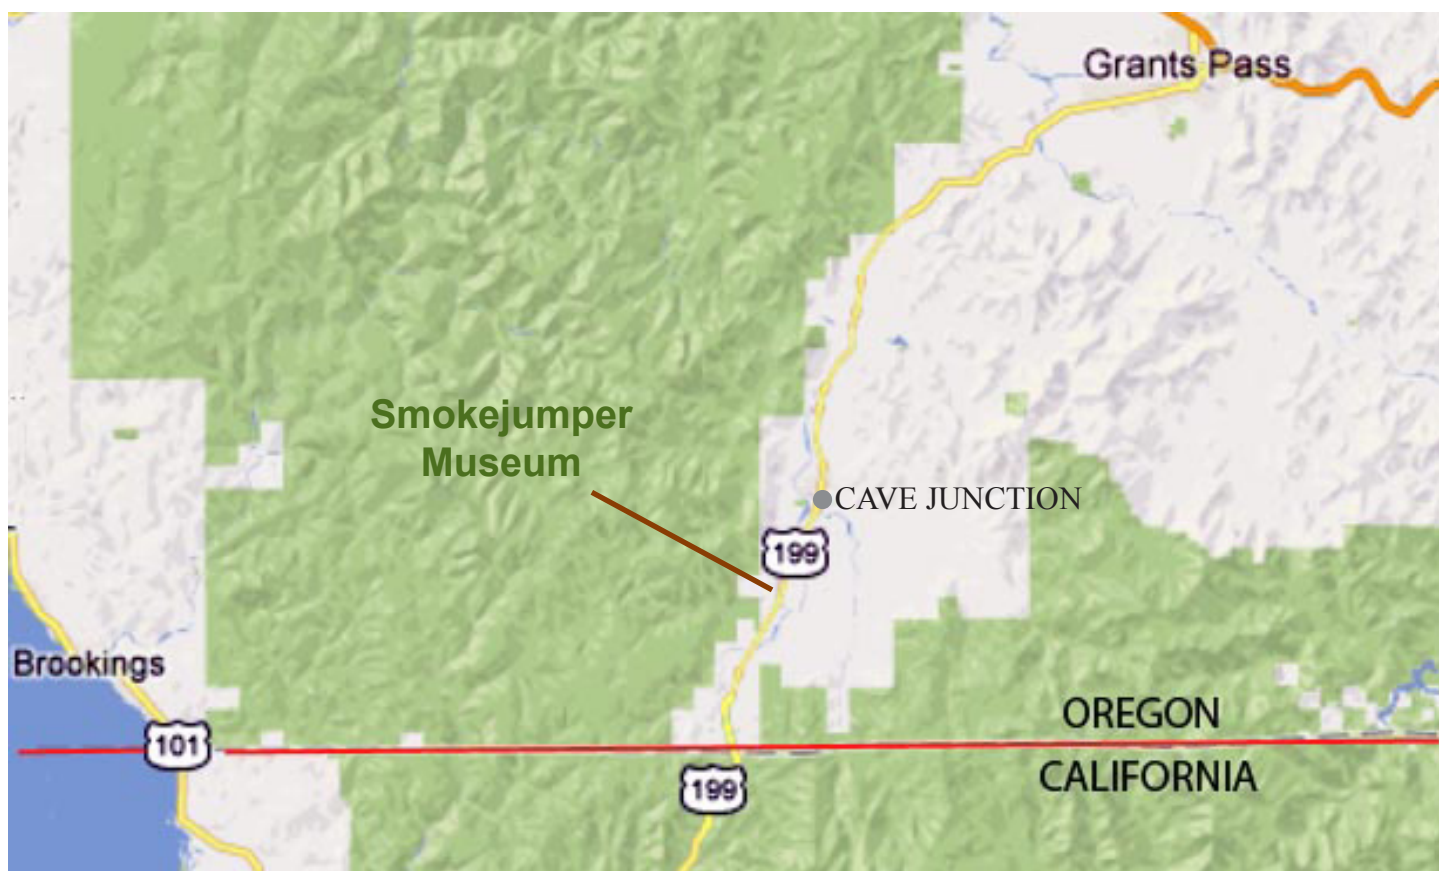 Grants Pass
Smokejumper
Museum
CAVE JUNCTION
199
Brookings
OREGON
101
CALIFORNIA
199